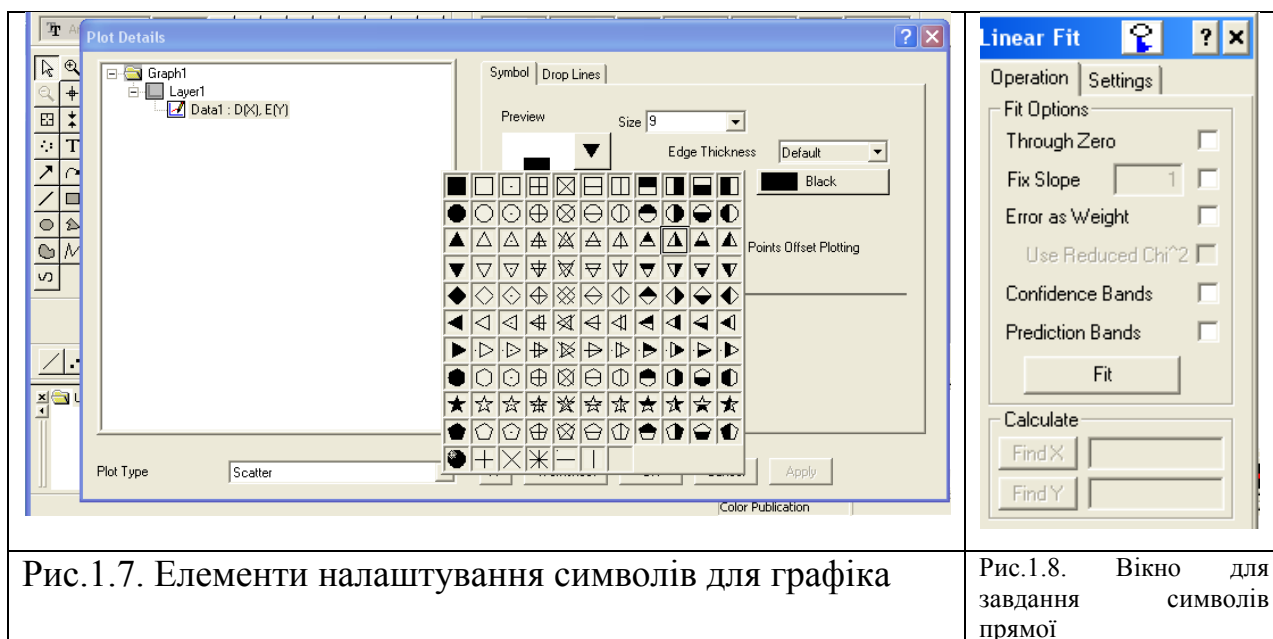 Plot Details
Graph1
Layer1
Data1 : D(X), E(Y)
Symbol
Drop Lines
Preview
Size 9
Edge Thickness Default
Black
Points Offset Plotting
Plot Type Scatter
Apply
Color Publication
Рис.1.7. Елементи налаштування символів для графіка
Linear Fit
Operation Settings
Fit Options
Through Zero
Fix Slope 1
Error as Weight
Use Reduced Chi^2
Confidence Bands
Prediction Bands
Fit
Calculate
Find X
Find Y
Рис.1.8. Вікно для
завдання символів
прямої